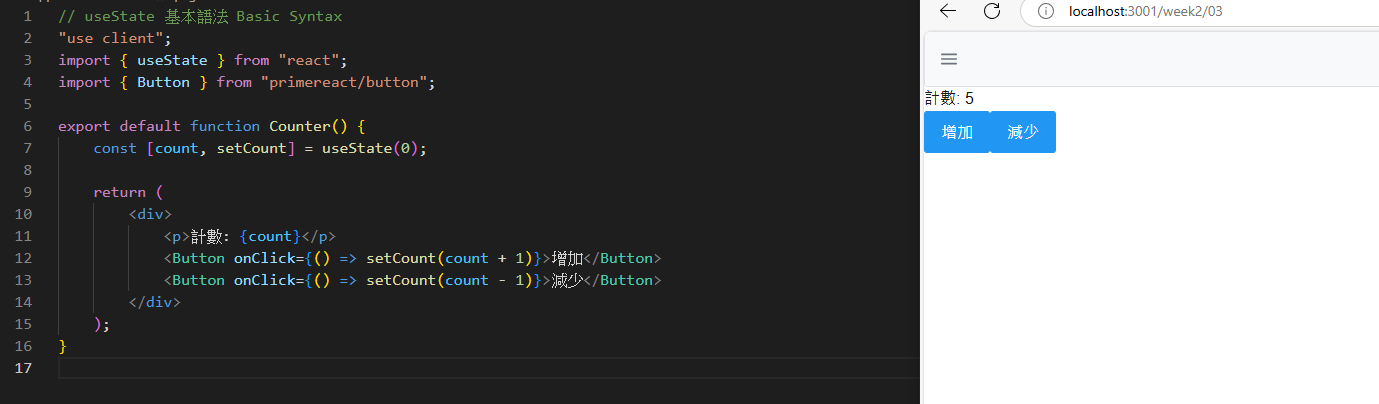 1 // useState 基本語法 Basic Syntax
2 "use client";
3 import { useState } from "react";
4 import { Button } from "primereact/button";
5
6 export default function Counter() {
7     const [count, setCount] = useState(0);
8
9     return (
10         <div>
11             <p>計數: {count}</p>
12             <Button onClick={() => setCount(count + 1)}>增加</Button>
13             <Button onClick={() => setCount(count - 1)}>減少</Button>
14         </div>
15     );
16 }
17
localhost:3001/week2/03
計數: 5
增加 減少